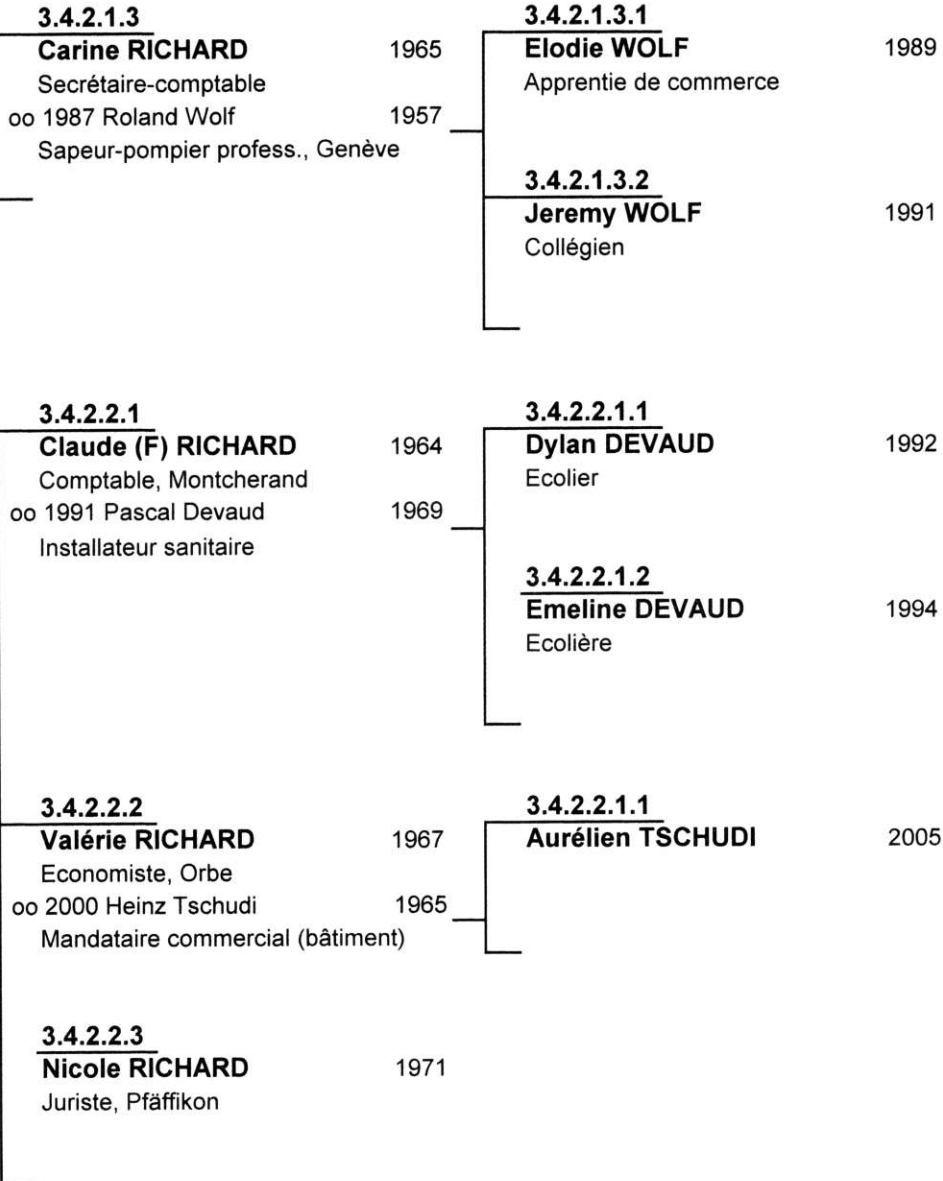 3.4.2.1.3
Carine RICHARD 1965
Secrétaire-comptable
oo 1987 Roland Wolf 1957
Sapeur-pompier profess., Genève
3.4.2.1.3.1
Elodie WOLF 1989
Apprentie de commerce
3.4.2.1.3.2
Jeremy WOLF 1991
Collégien
3.4.2.2.1
Claude (F) RICHARD 1964
Comptable, Montcherand
oo 1991 Pascal Devaud 1969
Installateur sanitaire
3.4.2.2.1.1
Dylan DEVAUD 1992
Ecolier
3.4.2.2.1.2
Emeline DEVAUD 1994
Ecolière
3.4.2.2.2
Valérie RICHARD 1967
Economiste, Orbe
oo 2000 Heinz Tschudi 1965
Mandataire commercial (bâtiment)
3.4.2.2.1.1
Aurélien TSCHUDI 2005
3.4.2.2.3
Nicole RICHARD 1971
Juriste, Pfäffikon